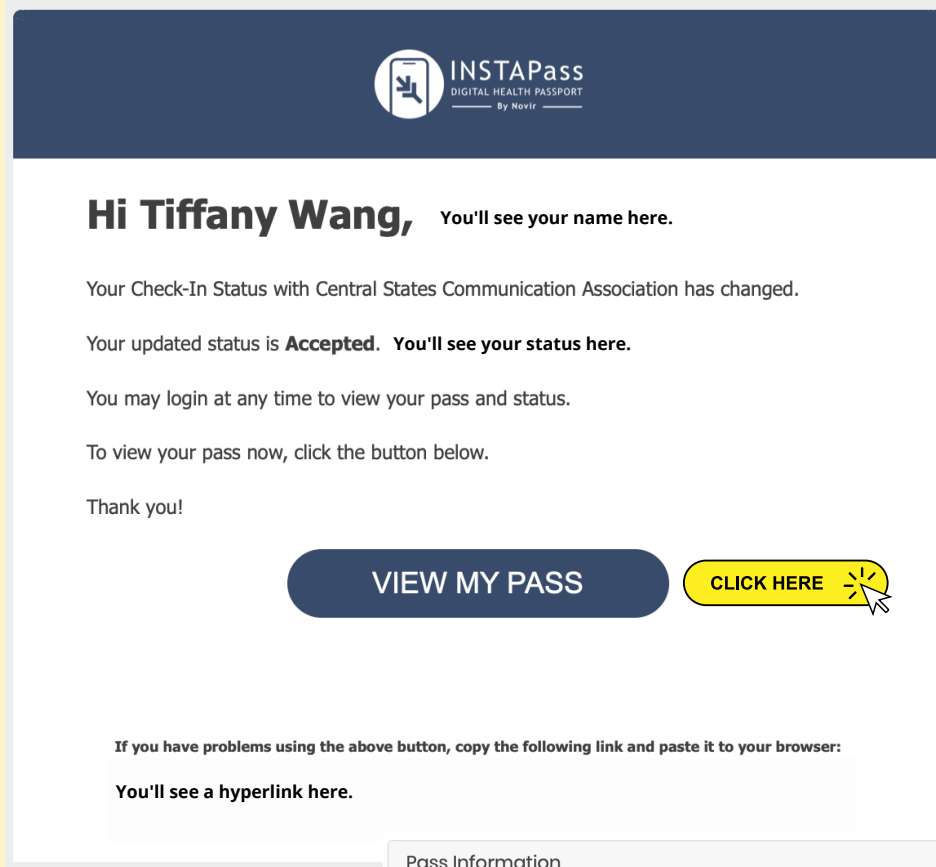 INSTAPass
DIGITAL HEALTH PASSPORT
By Novir
Hi Tiffany Wang, You'll see your name here.
Your Check-In Status with Central States Communication Association has changed.
Your updated status is Accepted. You'll see your status here.
You may login at any time to view your pass and status.
To view your pass now, click the button below.
Thank you!
VIEW MY PASS CLICK HERE
If you have problems using the above button, copy the following link and paste it to your browser:
You'll see a hyperlink here.
Pass Information